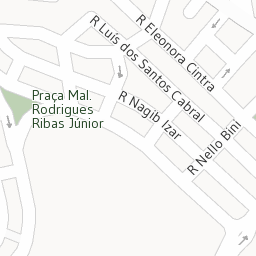 R Eleonora Cintra
R Luís dos Santos Cabral
Praça Mal.
Rodrigues
Ribas Júnior
R Nagib Izar
R Nello Bini